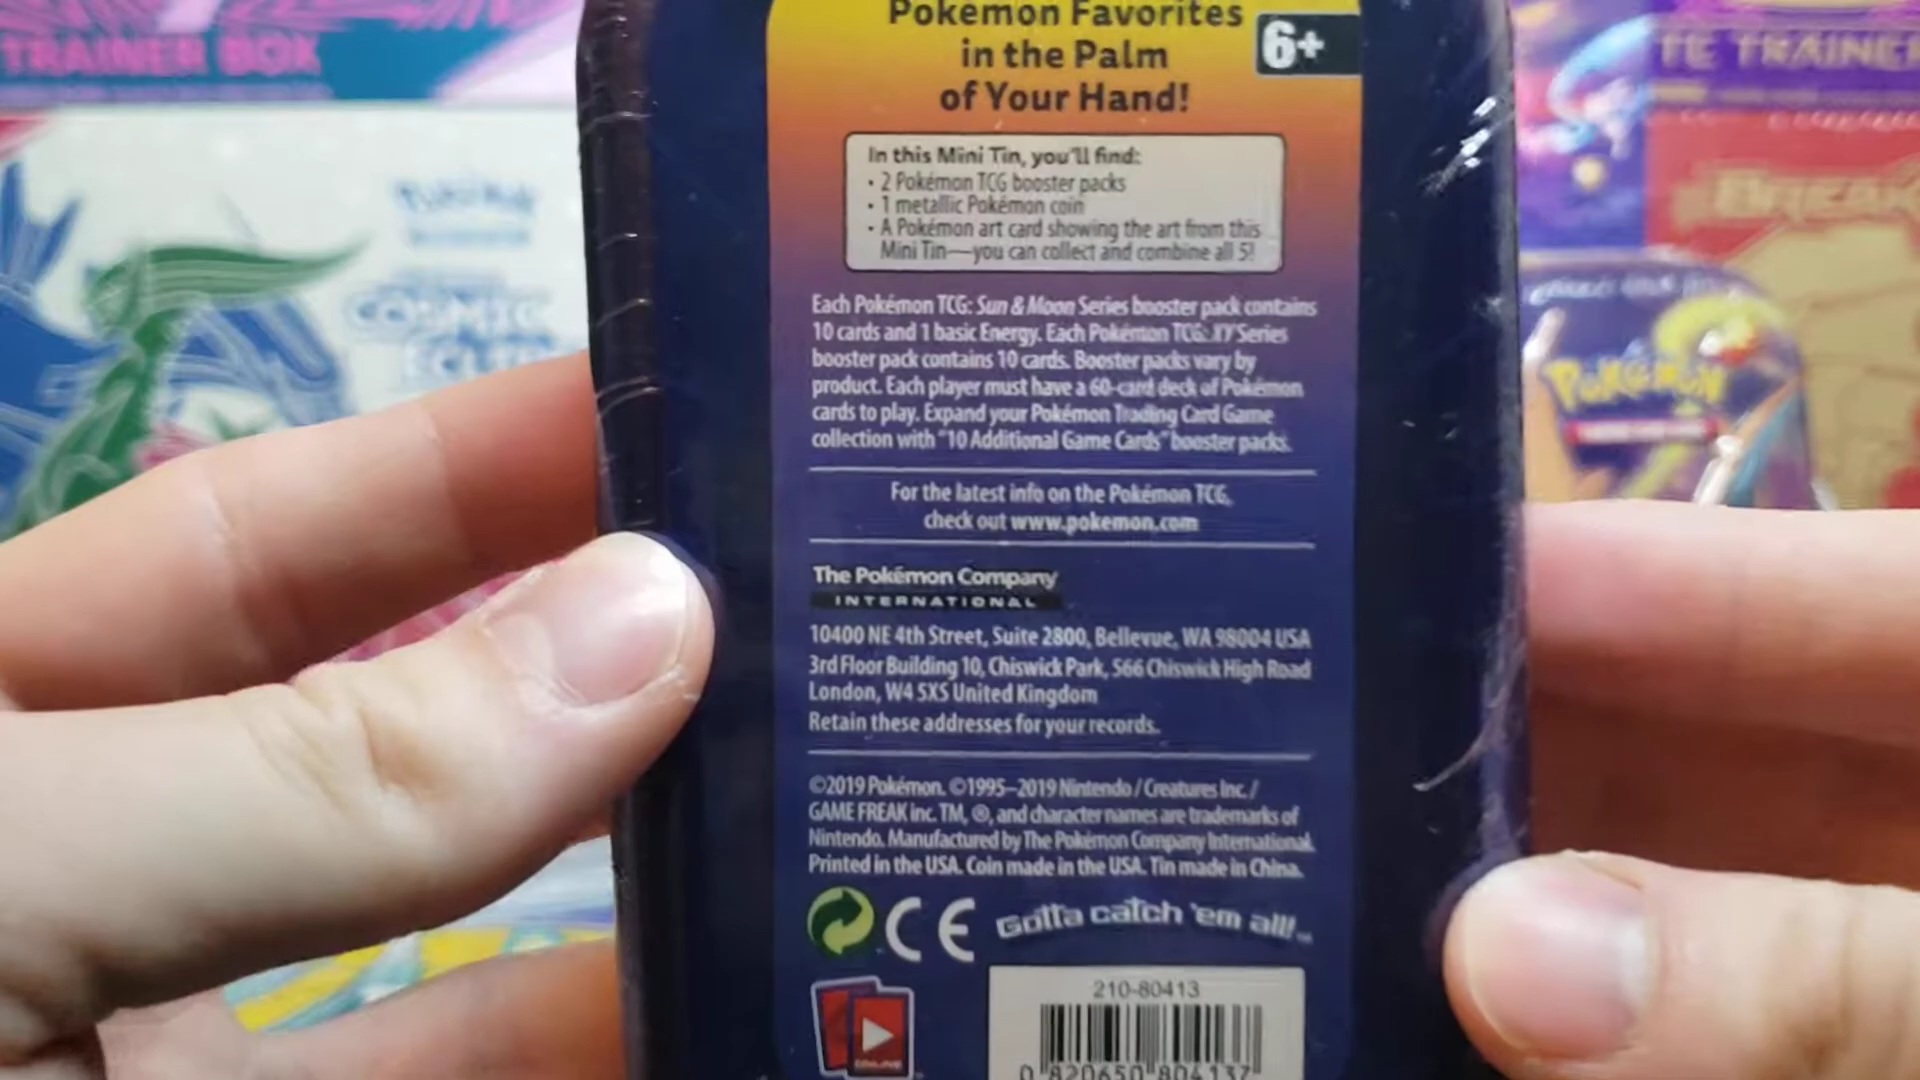 TRAINER BOX
COSMIC
TE TRAINER
BREAK
POKéMON
Pokémon Favorites
in the Palm
of Your Hand!
6+
In this Mini Tin, you'll find:
• 2 Pokémon TCG booster packs
• 1 metallic Pokémon coin
• A Pokémon art card showing the art from this
Mini Tin—you can collect and combine all 5!
Each Pokémon TCG: Sun & Moon Series booster pack contains
10 cards and 1 basic Energy. Each Pokémon TCG: XY Series
booster pack contains 10 cards. Booster packs vary by
product. Each player must have a 60-card deck of Pokémon
cards to play. Expand your Pokémon Trading Card Game
collection with "10 Additional Game Cards" booster packs.
For the latest info on the Pokémon TCG,
check out www.pokemon.com
The Pokémon Company
INTERNATIONAL
10400 NE 4th Street, Suite 2800, Bellevue, WA 98004 USA
3rd Floor Building 10, Chiswick Park, 566 Chiswick High Road
London, W4 5XS United Kingdom
Retain these addresses for your records.
©2019 Pokémon. ©1995–2019 Nintendo / Creatures Inc. /
GAME FREAK inc. TM, ®, and character names are trademarks of
Nintendo. Manufactured by The Pokémon Company International.
Printed in the USA. Coin made in the USA. Tin made in China.
CE Gotta catch 'em all!™
ONLINE
210-80413
0 820650 804137